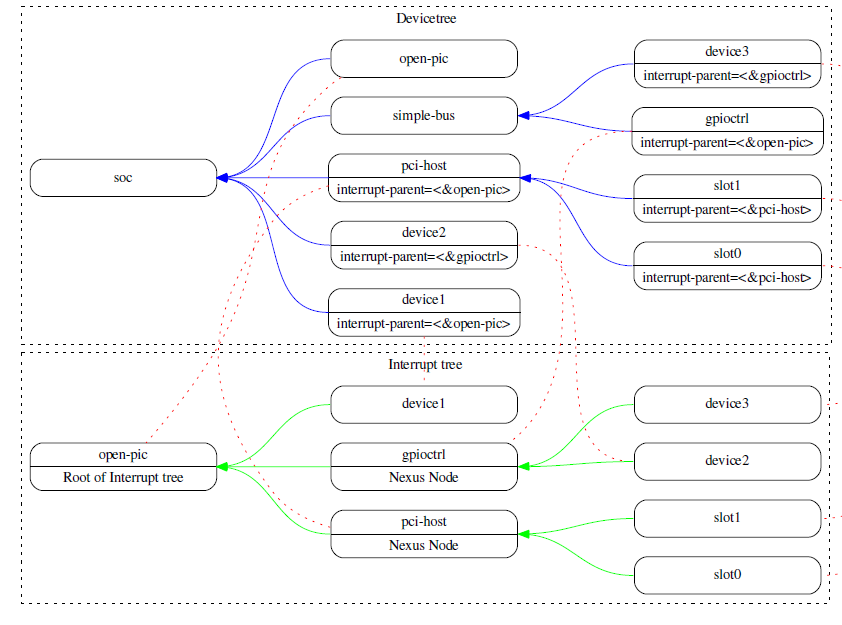 Devicetree
open-pic
simple-bus
pci-host
interrupt-parent=<&open-pic>
device2
interrupt-parent=<&gpioctrl>
device1
interrupt-parent=<&open-pic>
soc
device3
interrupt-parent=<&gpioctrl>
gpioctrl
interrupt-parent=<&open-pic>
slot1
interrupt-parent=<&pci-host>
slot0
interrupt-parent=<&pci-host>
Interrupt tree
open-pic
Root of Interrupt tree
device1
gpioctrl
Nexus Node
pci-host
Nexus Node
device3
device2
slot1
slot0